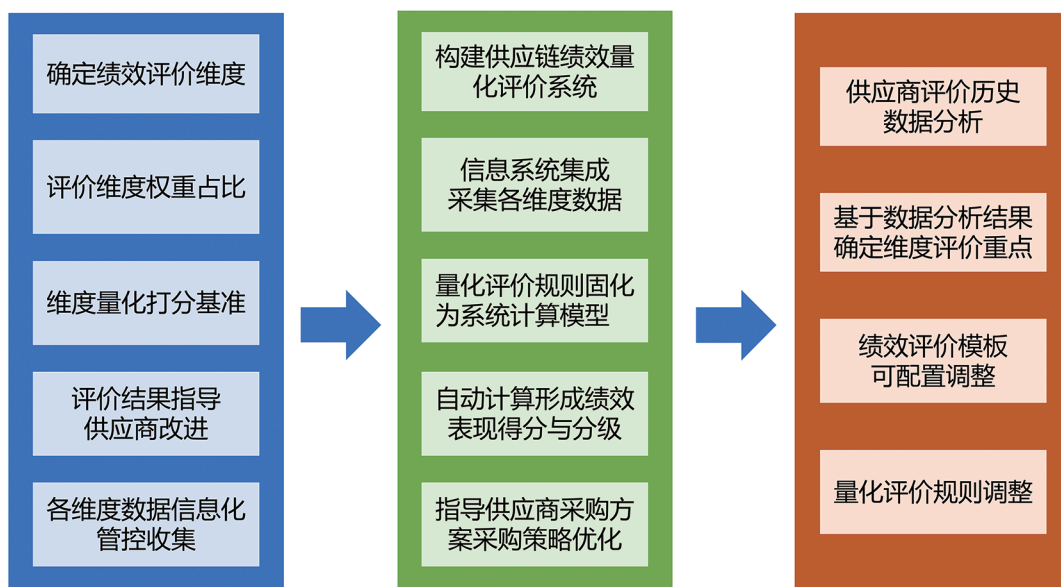 确定绩效评价维度
评价维度权重占比
维度量化打分基准
评价结果指导
供应商改进
各维度数据信息化
管控收集
构建供应链绩效量
化评价系统
信息系统集成
采集各维度数据
量化评价规则固化
为系统计算模型
自动计算形成绩效
表现得分与分级
指导供应商采购方
案采购策略优化
供应商评价历史
数据分析
基于数据分析结果
确定维度评价重点
绩效评价模板
可配置调整
量化评价规则调整